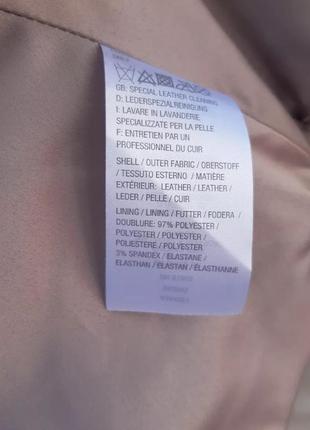 GB: SPECIAL LEATHER CLEANING
D: LEDERSPEZIALREINIGUNG
I: LAVARE IN LAVANDERIE
SPECIALIZZATE PER LA PELLE
F: ENTRETIEN PAR UN
PROFESSIONNEL DU CUIR
SHELL / OUTER FABRIC / OBERSTOFF
/ TESSUTO ESTERNO / MATIÈRE
EXTÉRIEUR: LEATHER / LEATHER /
LEDER / PELLE / CUIR
LINING / LINING / FUTTER / FODERA /
DOUBLURE: 97% POLYESTER /
POLYESTER / POLYESTER /
POLIESTERE / POLYESTER
3% SPANDEX / ELASTANE /
ELASTHAN / ELASTAN / ÉLASTHANNE